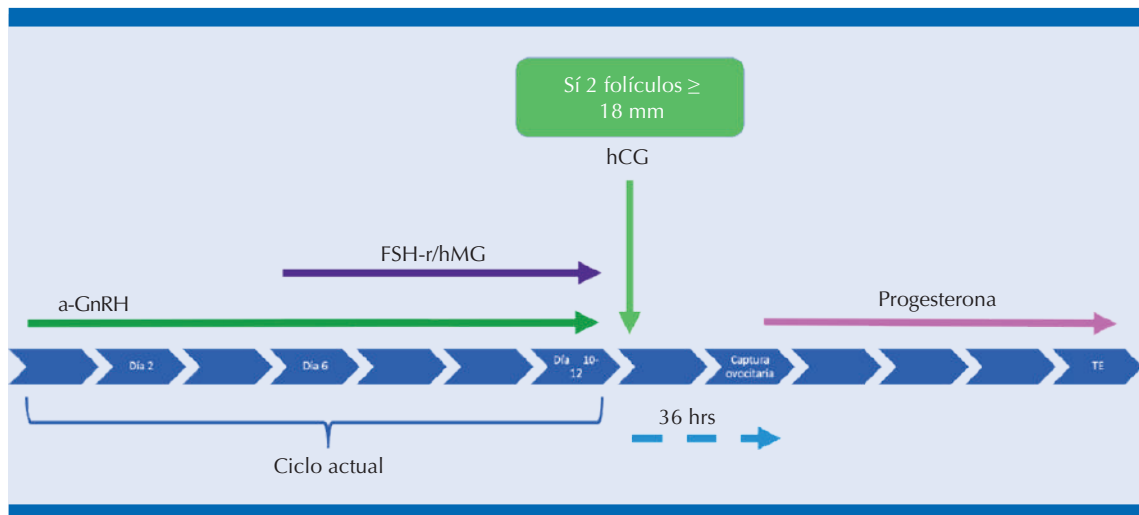 Sí 2 folículos ≥
18 mm
hCG
FSH-r/hMG
a-GnRH
Progesterona
Día 2
Día 6
Día 10-
12
Captura
ovocitaria
TE
36 hrs
Ciclo actual